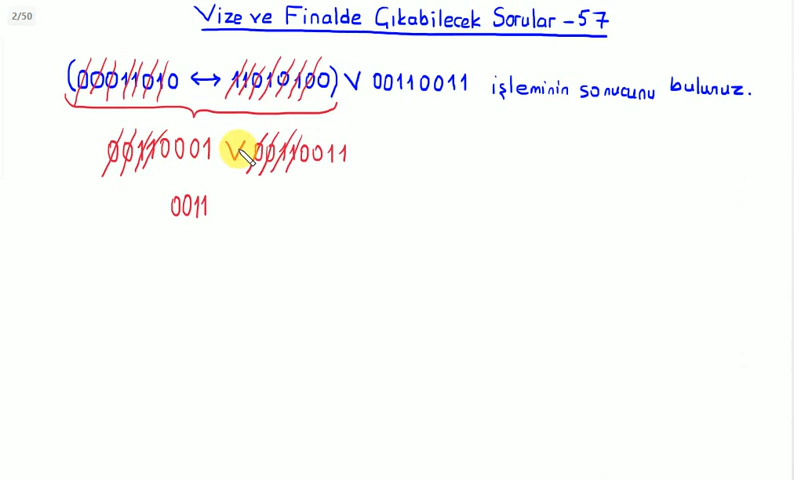 2/50
Vize ve Finalde Çıkabilecek Sorular - 57
(00011010 ↔ 11010100) V 00110011 işleminin sonucunu bulunuz.
00110001 V 00110011
0011